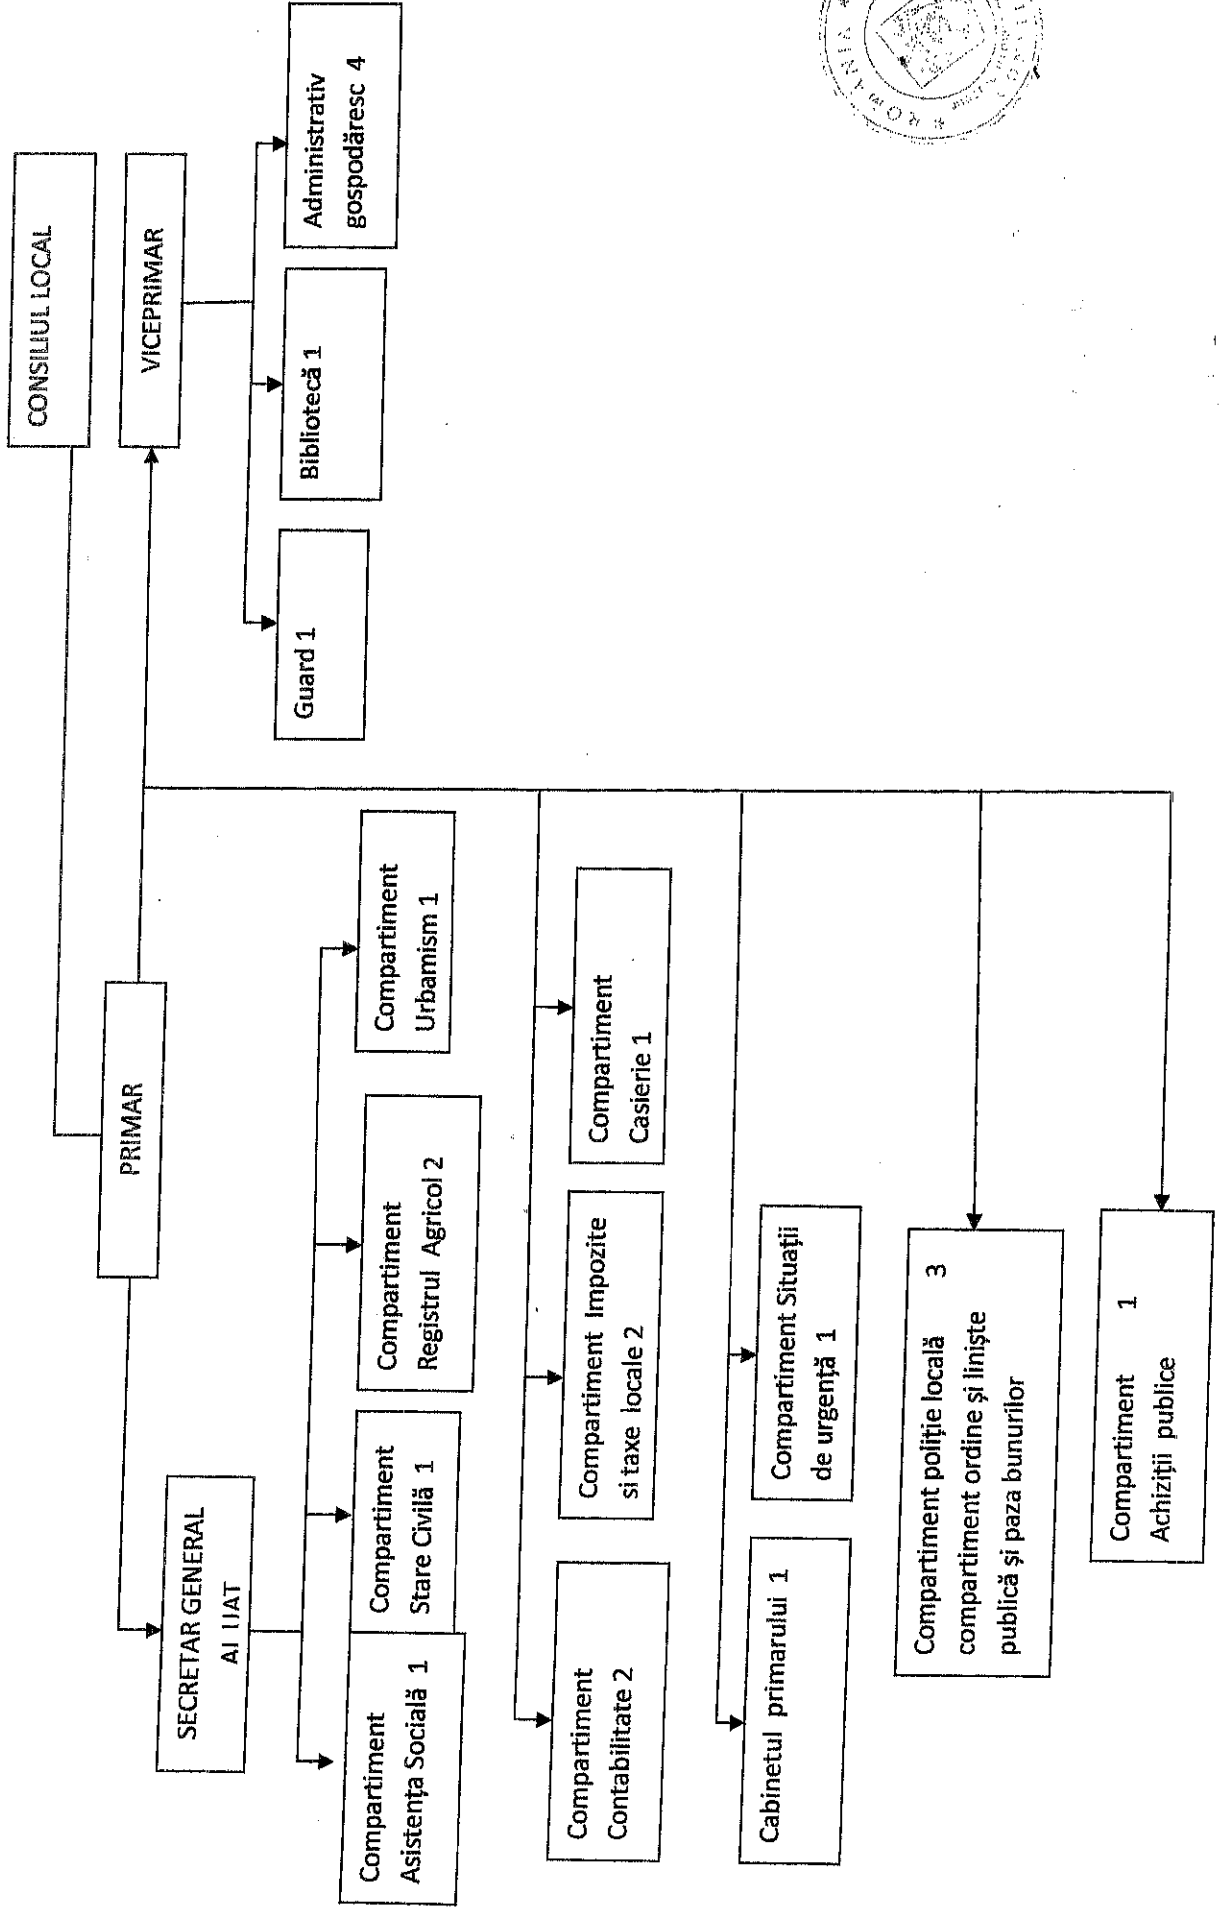 CONSILIUL LOCAL
PRIMAR
VICEPRIMAR
SECRETAR GENERAL
Al UAT
Guard 1
Bibliotecă 1
Administrativ
gospodăresc 4
Compartiment
Asistența Socială 1
Compartiment
Stare Civilă 1
Compartiment
Registrul Agricol 2
Compartiment
Urbamism 1
Compartiment
Contabilitate 2
Compartiment Impozite
si taxe locale 2
Compartiment
Casierie 1
Cabinetul primarului 1
Compartiment Situații
de urgență 1
Compartiment poliție locală 3
compartiment ordine și liniște
publică și paza bunurilor
Compartiment 1
Achiziții publice
ROMÂNIA